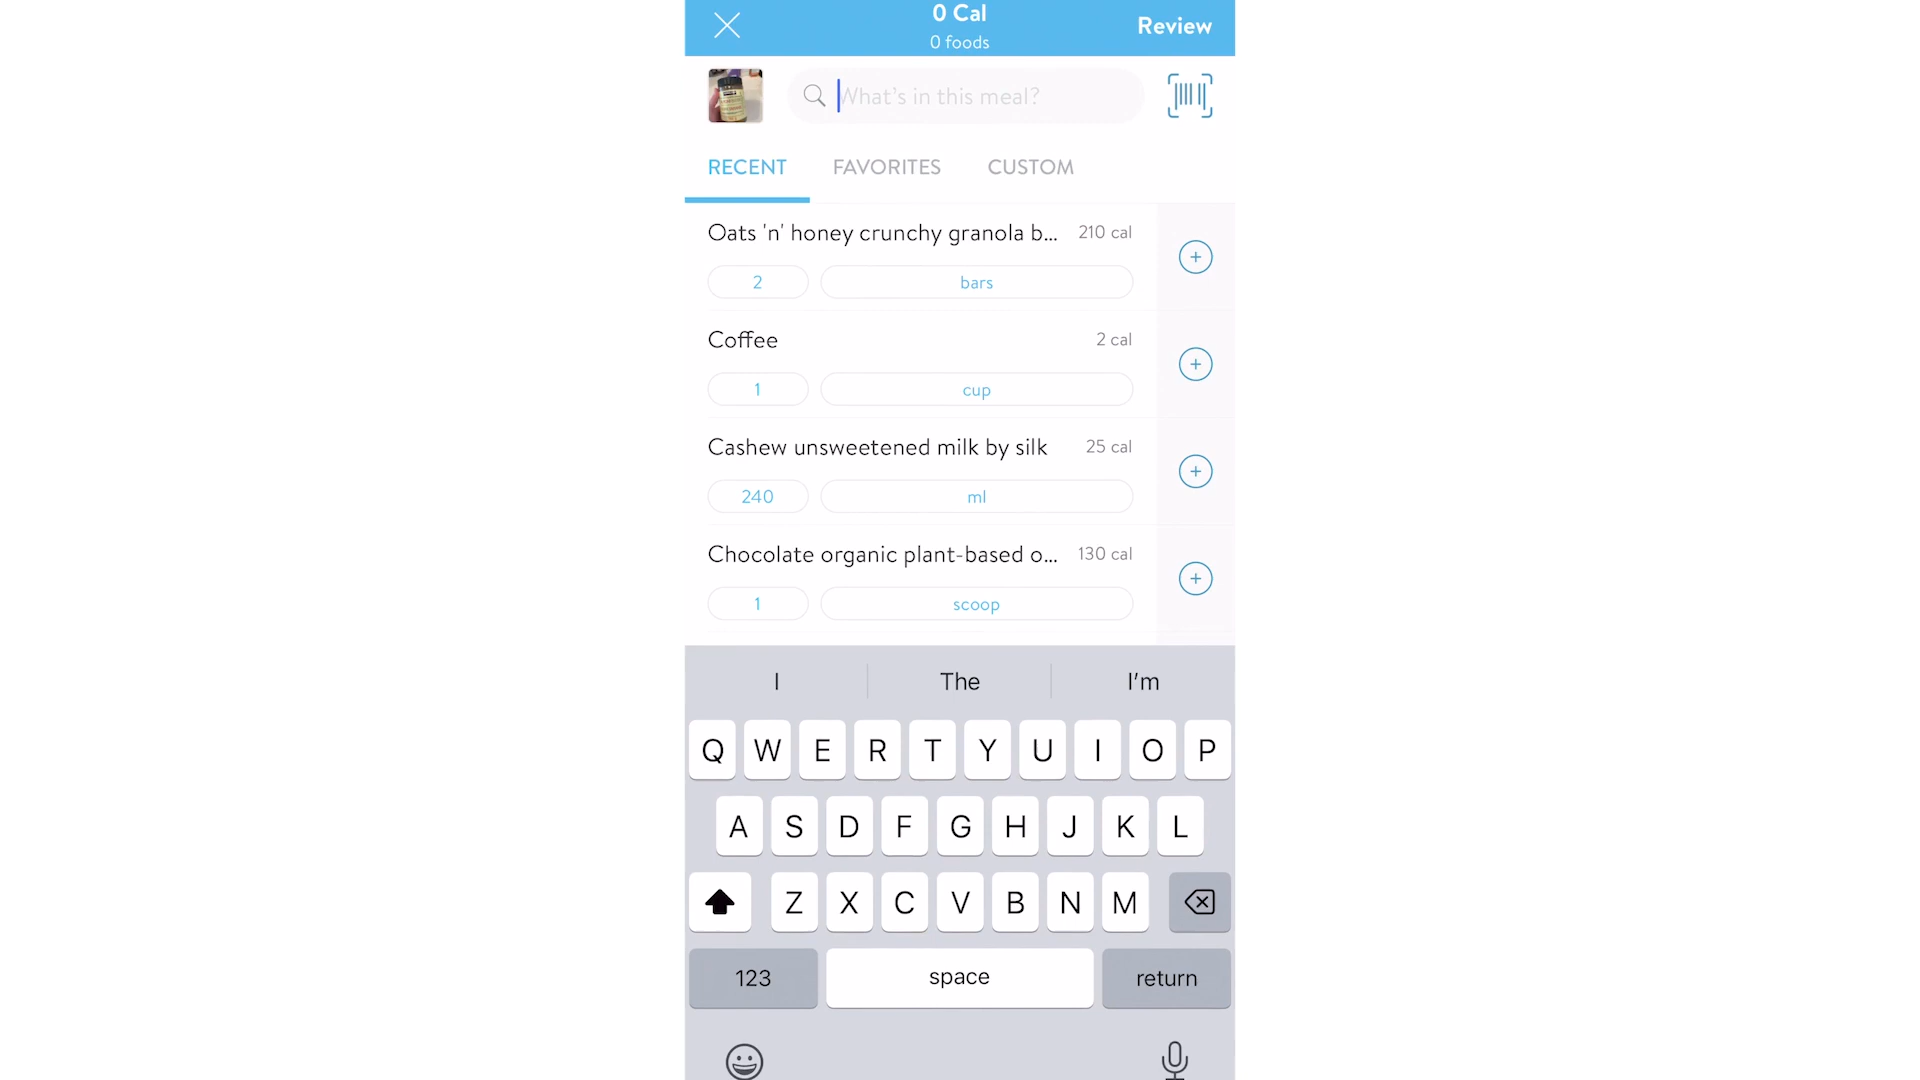 0 Cal
0 foods
Review
What's in this meal?
RECENT FAVORITES CUSTOM
Oats 'n' honey crunchy granola b... 210 cal
2 bars
Coffee 2 cal
1 cup
Cashew unsweetened milk by silk 25 cal
240 ml
Chocolate organic plant-based o... 130 cal
1 scoop
I The I'm
Q W E R T Y U I O P
A S D F G H J K L
Z X C V B N M
123 space return